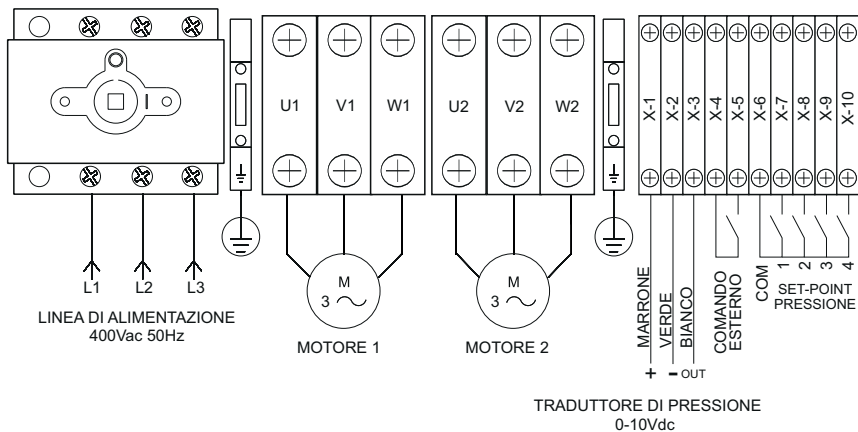 U1
V1
W1
U2
V2
W2
X-1
X-2
X-3
X-4
X-5
X-6
X-7
X-8
X-9
X-10
L1
L2
L3
LINEA DI ALIMENTAZIONE
400Vac 50Hz
M
3
MOTORE 1
M
3
MOTORE 2
MARRONE
VERDE
BIANCO
COMANDO
ESTERNO
COM
1
2
3
4
SET-POINT
PRESSIONE
+
-
OUT
TRADUTTORE DI PRESSIONE
0-10Vdc